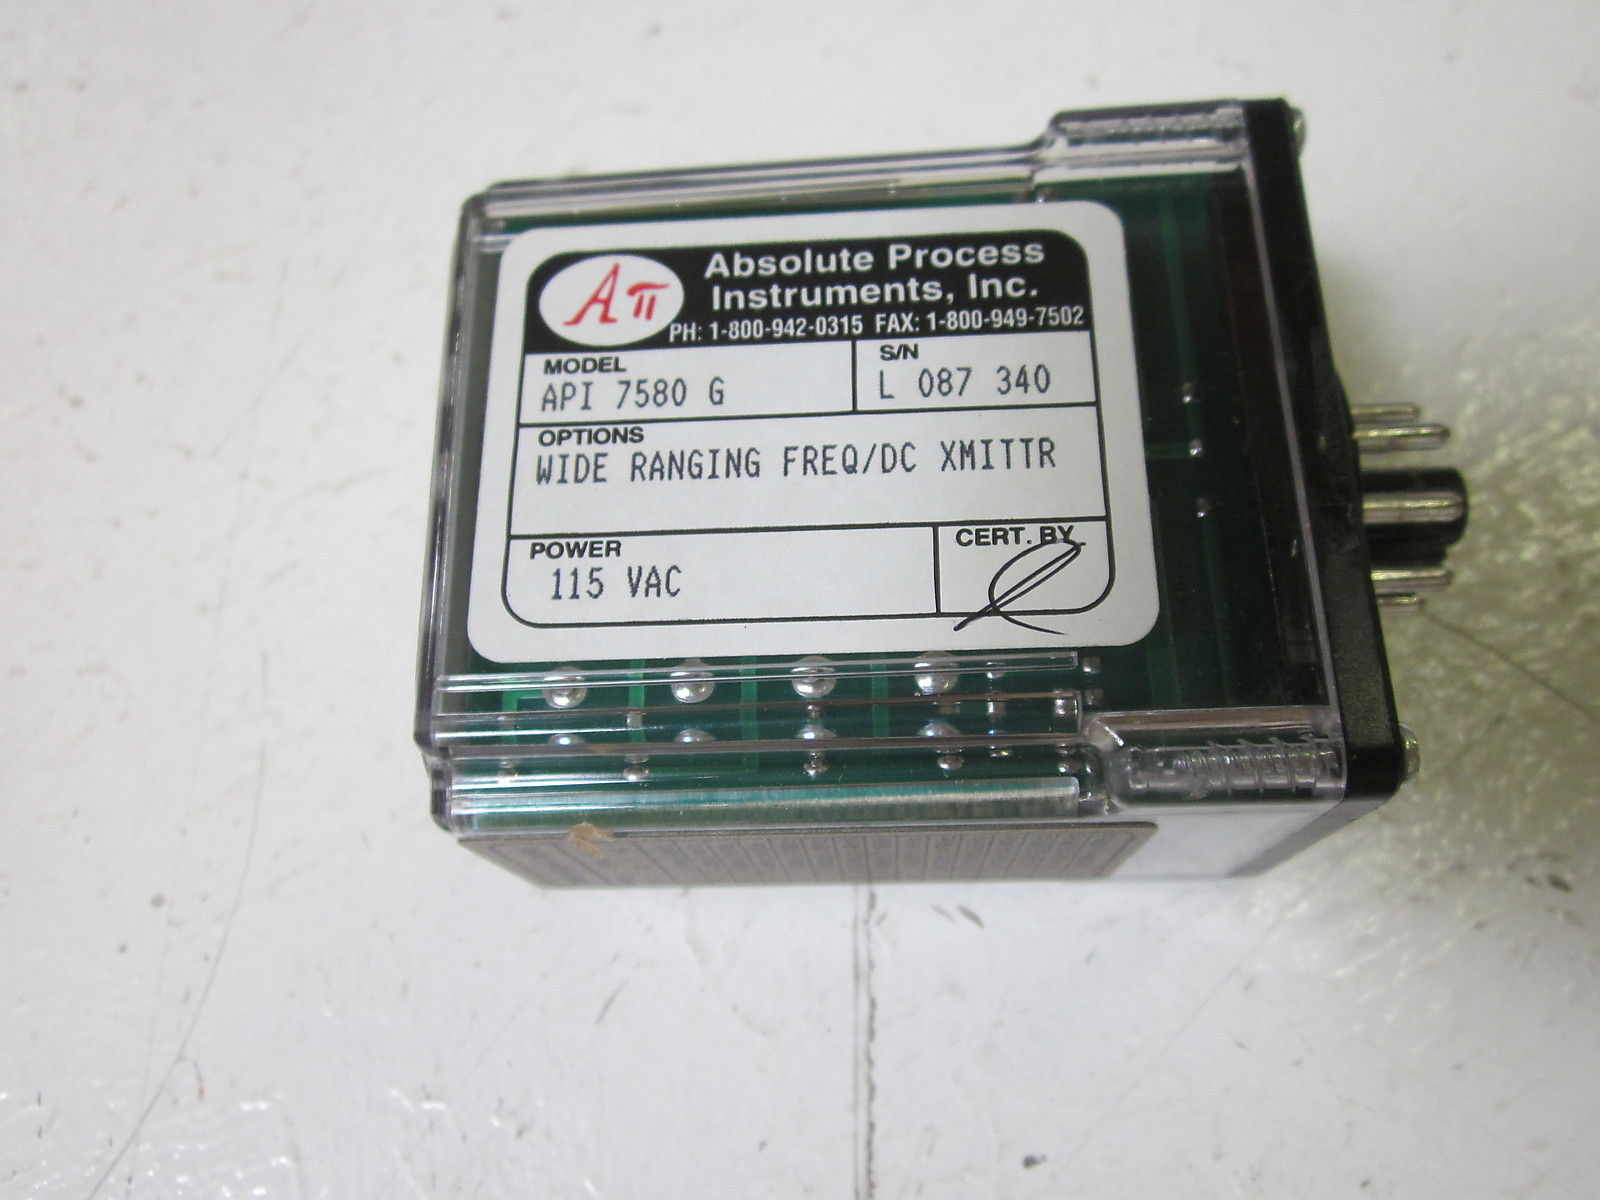 Aπ
Absolute Process
Instruments, Inc.
PH: 1-800-942-0315 FAX: 1-800-949-7502
MODEL
API 7580 G
S/N
L 087 340
OPTIONS
WIDE RANGING FREQ/DC XMITTR
POWER
115 VAC
CERT. BY